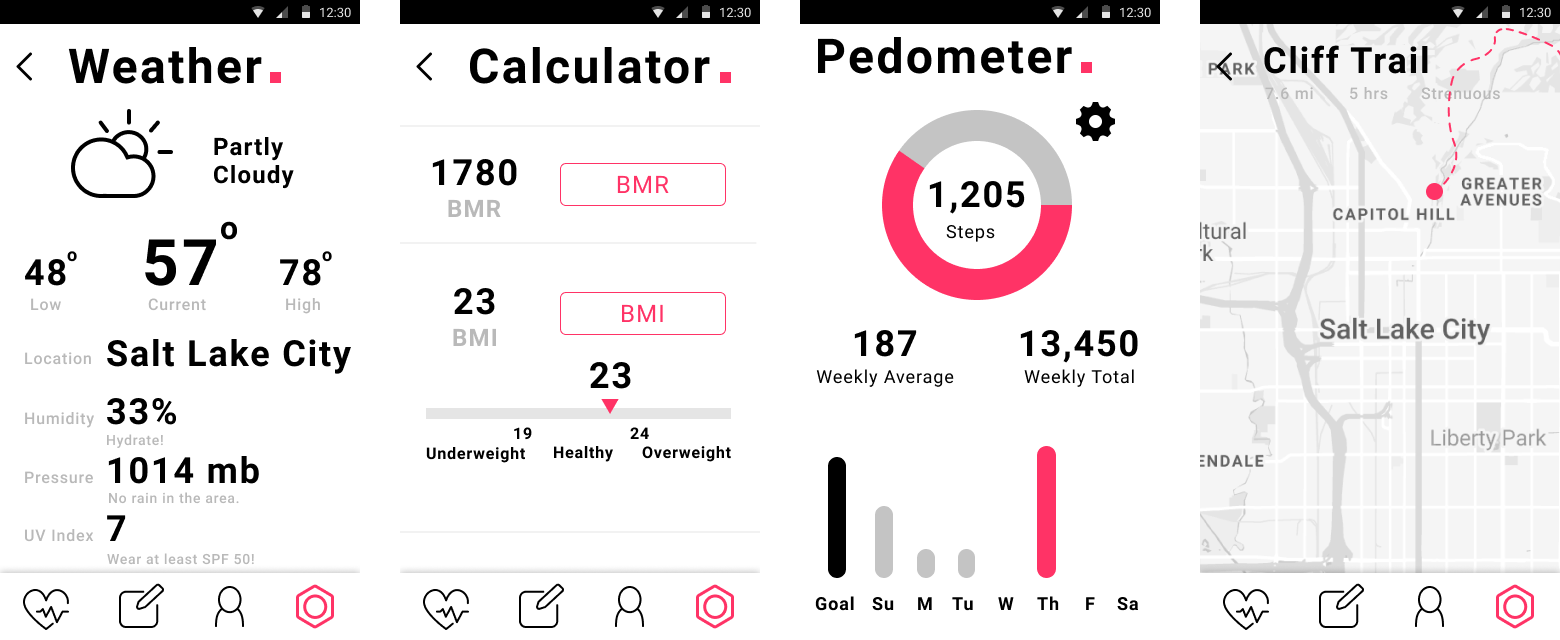 12:30
Weather.
Partly
Cloudy
48° 57° 78°
Low Current High
Location Salt Lake City
Humidity 33%
Hydrate!
Pressure 1014 mb
No rain in the area.
UV Index 7
Wear at least SPF 50!
12:30
Calculator.
1780 BMR
BMR
23 BMI
BMI
23
19 24
Underweight Healthy Overweight
12:30
Pedometer.
1,205
Steps
187 13,450
Weekly Average Weekly Total
Goal Su M Tu W Th F Sa
12:30
PARK Cliff Trail
7.6 mi 5 hrs Strenuous
GREATER
AVENUES
CAPITOL HILL
ltural
rk
Salt Lake City
Liberty Park
ENDALE